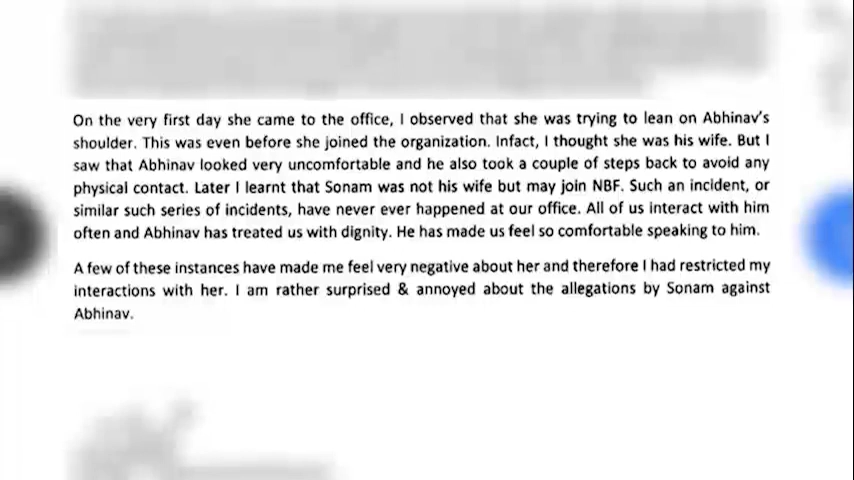 On the very first day she came to the office, I observed that she was trying to lean on Abhinav's
shoulder. This was even before she joined the organization. Infact, I thought she was his wife. But I
saw that Abhinav looked very uncomfortable and he also took a couple of steps back to avoid any
physical contact. Later I learnt that Sonam was not his wife but may join NBF. Such an incident, or
similar such series of incidents, have never ever happened at our office. All of us interact with him
often and Abhinav has treated us with dignity. He has made us feel so comfortable speaking to him.
A few of these instances have made me feel very negative about her and therefore I had restricted my
interactions with her. I am rather surprised & annoyed about the allegations by Sonam against
Abhinav.